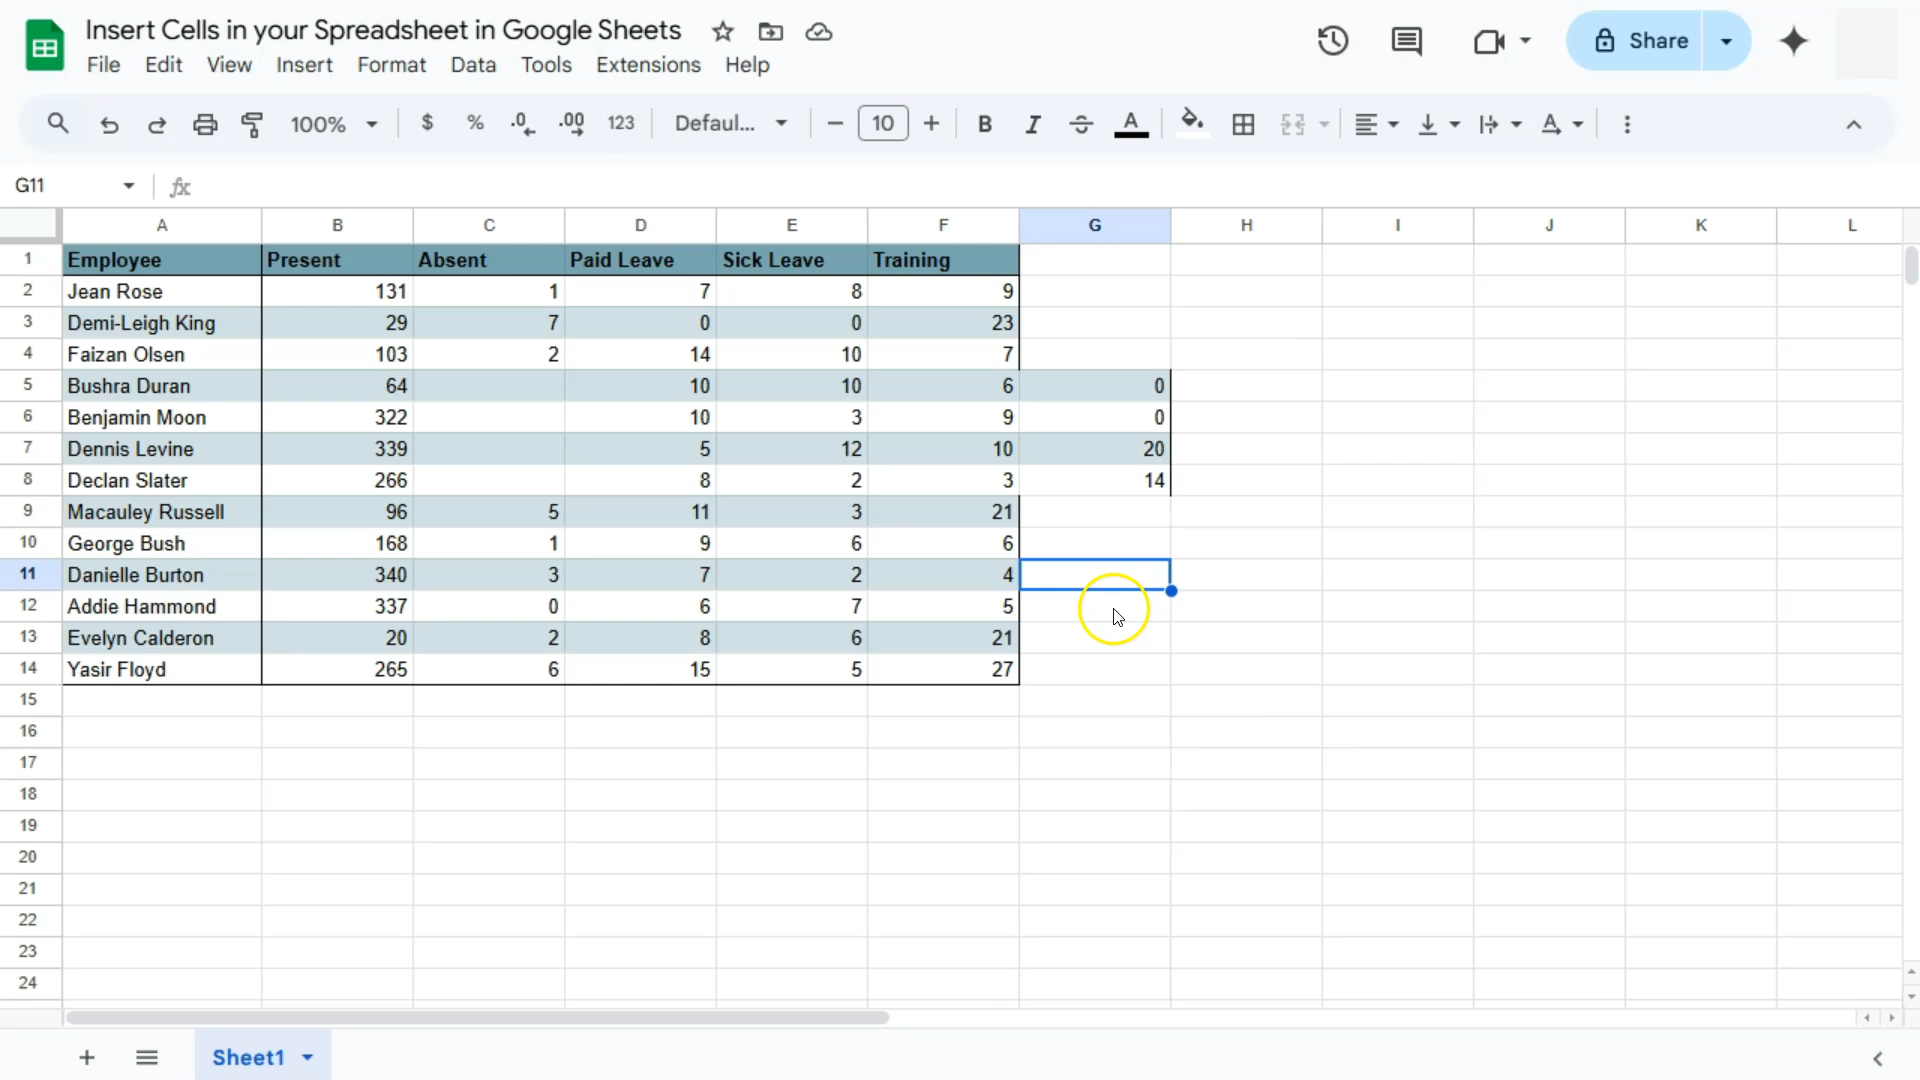 Insert Cells in your Spreadsheet in Google Sheets
File Edit View Insert Format Data Tools Extensions Help
Share
100% $ % .0 .00 123 Defaul... − 10 + B I A A
G11 fx
A B C D E F G H I J K L
1 Employee Present Absent Paid Leave Sick Leave Training
2 Jean Rose 131 1 7 8 9
3 Demi-Leigh King 29 7 0 0 23
4 Faizan Olsen 103 2 14 10 7
5 Bushra Duran 64 10 10 6 0
6 Benjamin Moon 322 10 3 9 0
7 Dennis Levine 339 5 12 10 20
8 Declan Slater 266 8 2 3 14
9 Macauley Russell 96 5 11 3 21
10 George Bush 168 1 9 6 6
11 Danielle Burton 340 3 7 2 4
12 Addie Hammond 337 0 6 7 5
13 Evelyn Calderon 20 2 8 6 21
14 Yasir Floyd 265 6 15 5 27
15
16
17
18
19
20
21
22
23
24
Sheet1